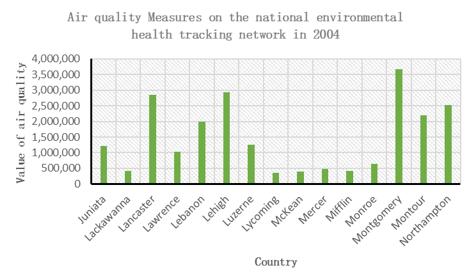 Air quality Measures on the national environmental
health tracking network in 2004
Value of air quality
4,000,000
3,500,000
3,000,000
2,500,000
2,000,000
1,500,000
1,000,000
500,000
0
Juniata
Lackawanna
Lancaster
Lawrence
Lebanon
Lehigh
Luzerne
Lycoming
McKean
Mercer
Mifflin
Monroe
Montgomery
Montour
Northampton
Country